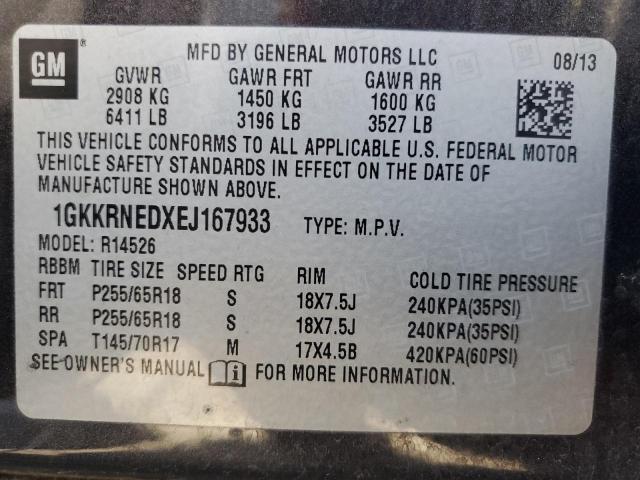 GM
®
MFD BY GENERAL MOTORS LLC
08/13
GVWR GAWR FRT GAWR RR
2908 KG 1450 KG 1600 KG
6411 LB 3196 LB 3527 LB
THIS VEHICLE CONFORMS TO ALL APPLICABLE U.S. FEDERAL MOTOR
VEHICLE SAFETY STANDARDS IN EFFECT ON THE DATE OF
MANUFACTURE SHOWN ABOVE.
1GKKRNEDXEJ167933 TYPE: M.P.V.
MODEL: R14526
RBBM TIRE SIZE SPEED RTG RIM COLD TIRE PRESSURE
FRT P255/65R18 S 18X7.5J 240KPA(35PSI)
RR P255/65R18 S 18X7.5J 240KPA(35PSI)
SPA T145/70R17 M 17X4.5B 420KPA(60PSI)
SEE OWNER'S MANUAL i FOR MORE INFORMATION.